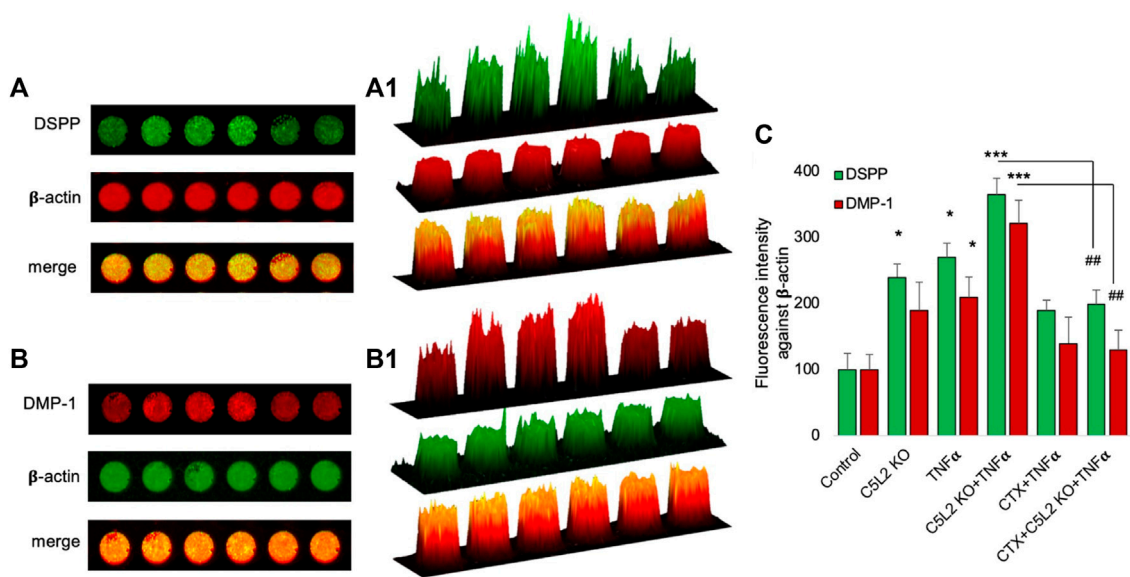 A
DSPP
β-actin
merge
A1
B
DMP-1
β-actin
merge
B1
C
Fluorescence intensity
against β-actin
400
300
200
100
0
DSPP
DMP-1
*
*
*
***
***
##
##
Control
C5L2 KO
TNFα
C5L2 KO+TNFα
CTX+TNFα
CTX+C5L2 KO+TNFα